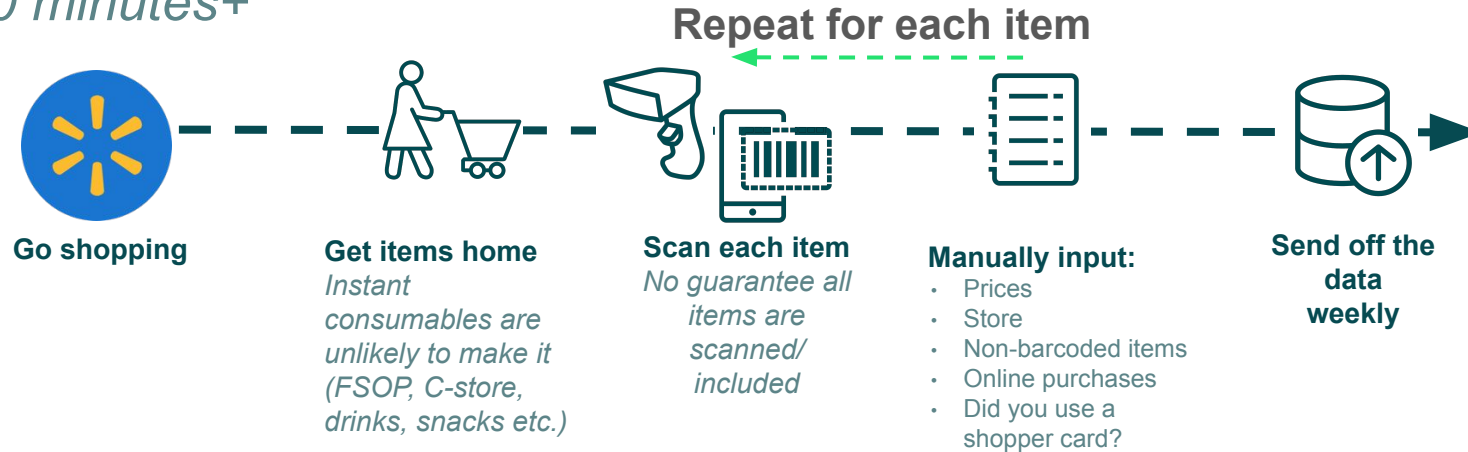 minutes+
Repeat for each item
Go shopping
Get items home
Instant
consumables are
unlikely to make it
(FSOP, C-store,
drinks, snacks etc.)
Scan each item
No guarantee all
items are
scanned/
included
Manually input:
• Prices
• Store
• Non-barcoded items
• Online purchases
• Did you use a
shopper card?
Send off the
data
weekly